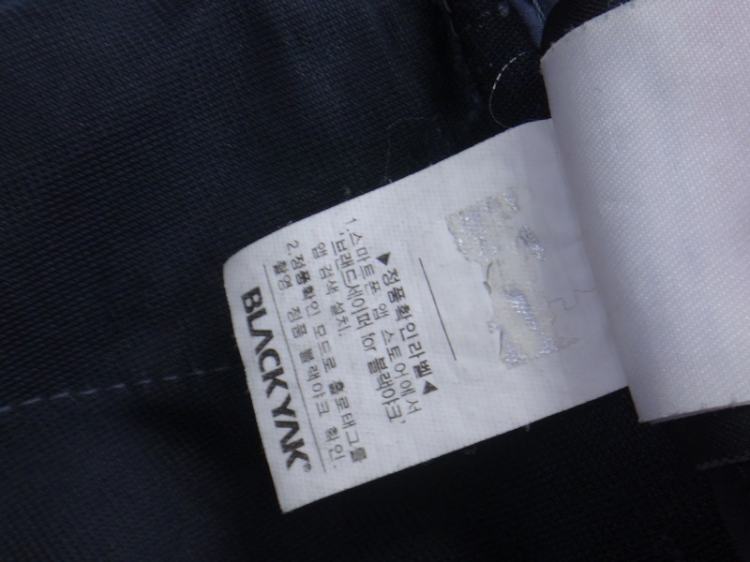 ▶정품확인라벨◀
1.스마트폰 앱 스토어에서
'브랜드세이퍼 for 블랙야크'
앱 검색 설치.
2.정품확인 모드로 홀로태그를
촬영. 정품 블랙야크 확인.
BLACKYAK®